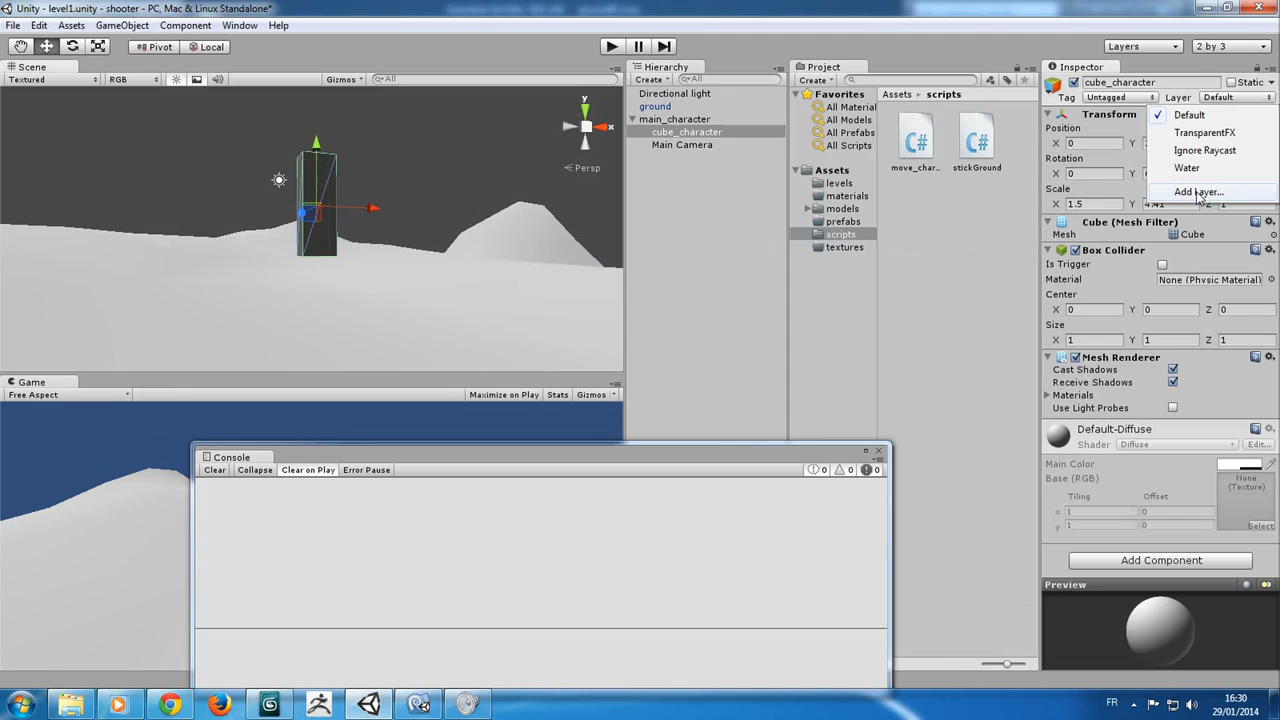 Unity - level1.unity - shooter - PC, Mac & Linux Standalone*
File Edit Assets GameObject Component Window Help
Pivot Local Layers 2 by 3
Scene
Textured RGB Gizmos All
y
x
Persp
Game
Free Aspect Maximize on Play Stats Gizmos
Hierarchy
Create All
Directional light
ground
main_character
cube_character
Main Camera
Project
Create
Favorites
All Material
All Models
All Prefabs
All Scripts
Assets
levels
materials
models
prefabs
scripts
textures
Assets scripts
move_char... stickGround
Console
Clear Collapse Clear on Play Error Pause 0 0 0
Inspector
cube_character Static
Tag Untagged Layer Default
Default
TransparentFX
Ignore Raycast
Water
Add Layer...
Transform
Position
X 0
Rotation
X 0
Scale
X 1.5 Y 4.41 Z 1
Cube (Mesh Filter)
Mesh Cube
Box Collider
Is Trigger
Material None (Physic Material)
Center
X 0 Y 0 Z 0
Size
X 1 Y 1 Z 1
Mesh Renderer
Cast Shadows
Receive Shadows
Materials
Use Light Probes
Default-Diffuse
Shader Diffuse Edit...
Main Color
Base (RGB)
None
(Texture)
Tiling Offset
x 1 0
y 1 0
Select
Add Component
Preview
FR 16:30
29/01/2014